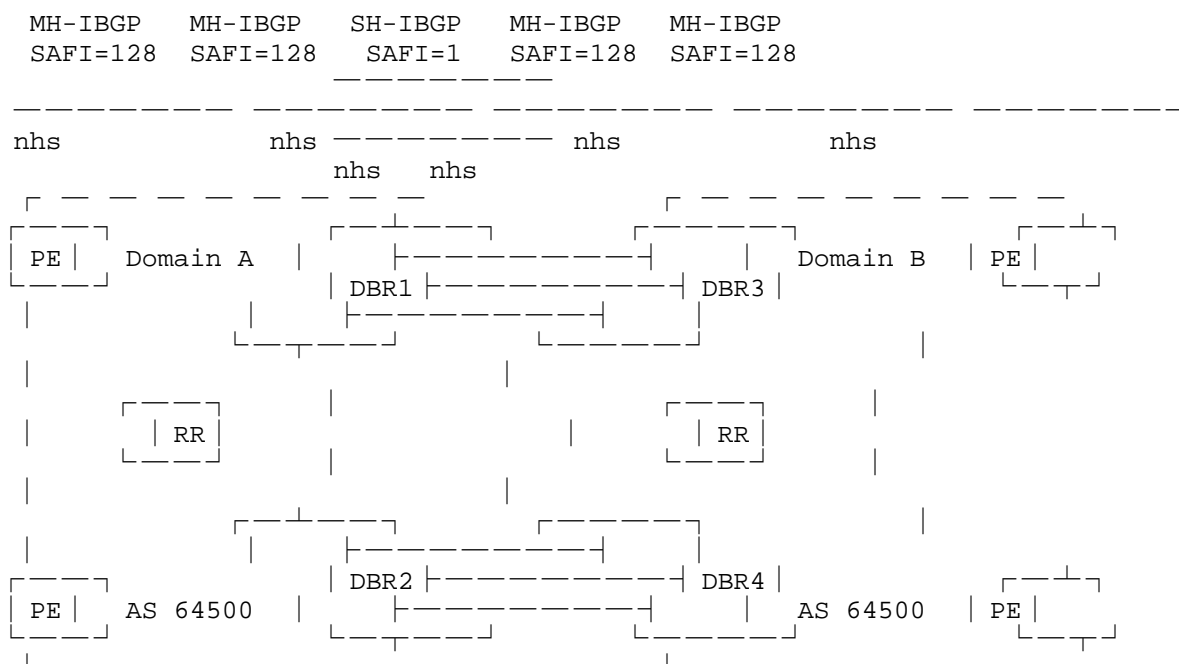 MH-IBGP MH-IBGP SH-IBGP MH-IBGP MH-IBGP
SAFI=128 SAFI=128 SAFI=1 SAFI=128 SAFI=128
nhs nhs nhs nhs
nhs nhs
PE Domain A Domain B PE
DBR1 DBR3
RR RR
DBR2 DBR4
PE AS 64500 AS 64500 PE